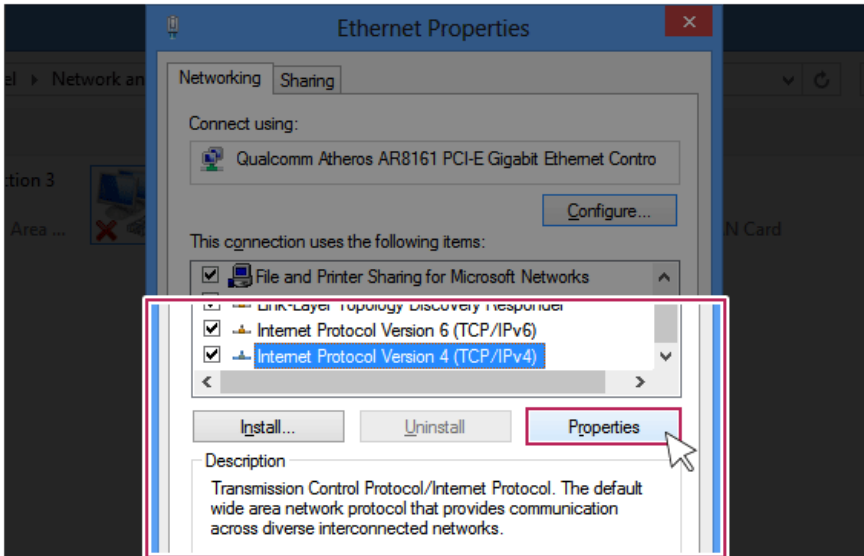 Ethernet Properties
el ▸ Network an
Networking
Sharing
Connect using:
Qualcomm Atheros AR8161 PCI-E Gigabit Ethernet Contro
ction 3
Area ...
Configure...
N Card
This connection uses the following items:
File and Printer Sharing for Microsoft Networks
Link-Layer Topology Discovery Responder
Internet Protocol Version 6 (TCP/IPv6)
Internet Protocol Version 4 (TCP/IPv4)
Install...
Uninstall
Properties
Description
Transmission Control Protocol/Internet Protocol. The default
wide area network protocol that provides communication
across diverse interconnected networks.